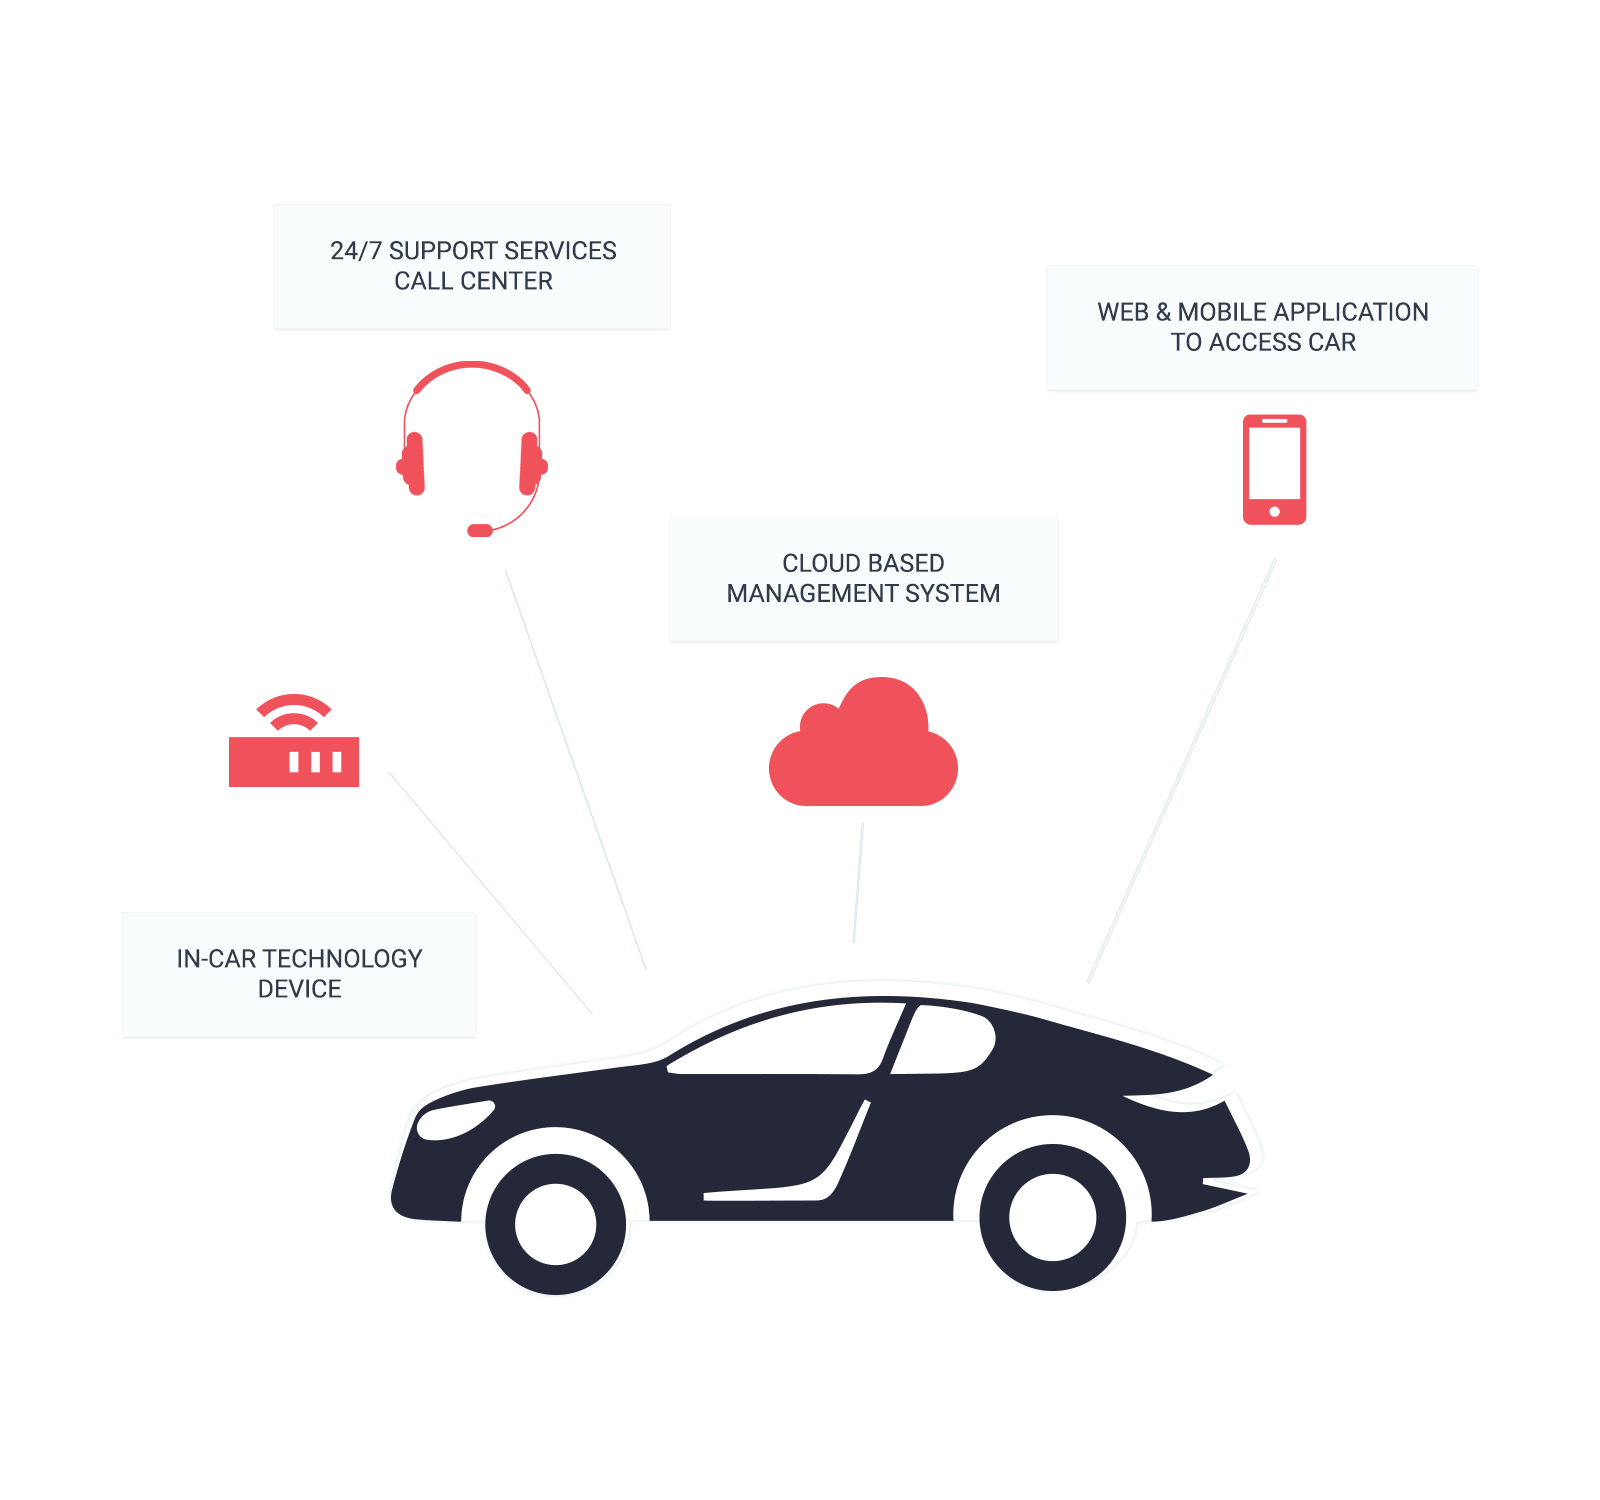 24/7 SUPPORT SERVICES
CALL CENTER
WEB & MOBILE APPLICATION
TO ACCESS CAR
CLOUD BASED
MANAGEMENT SYSTEM
IN-CAR TECHNOLOGY
DEVICE